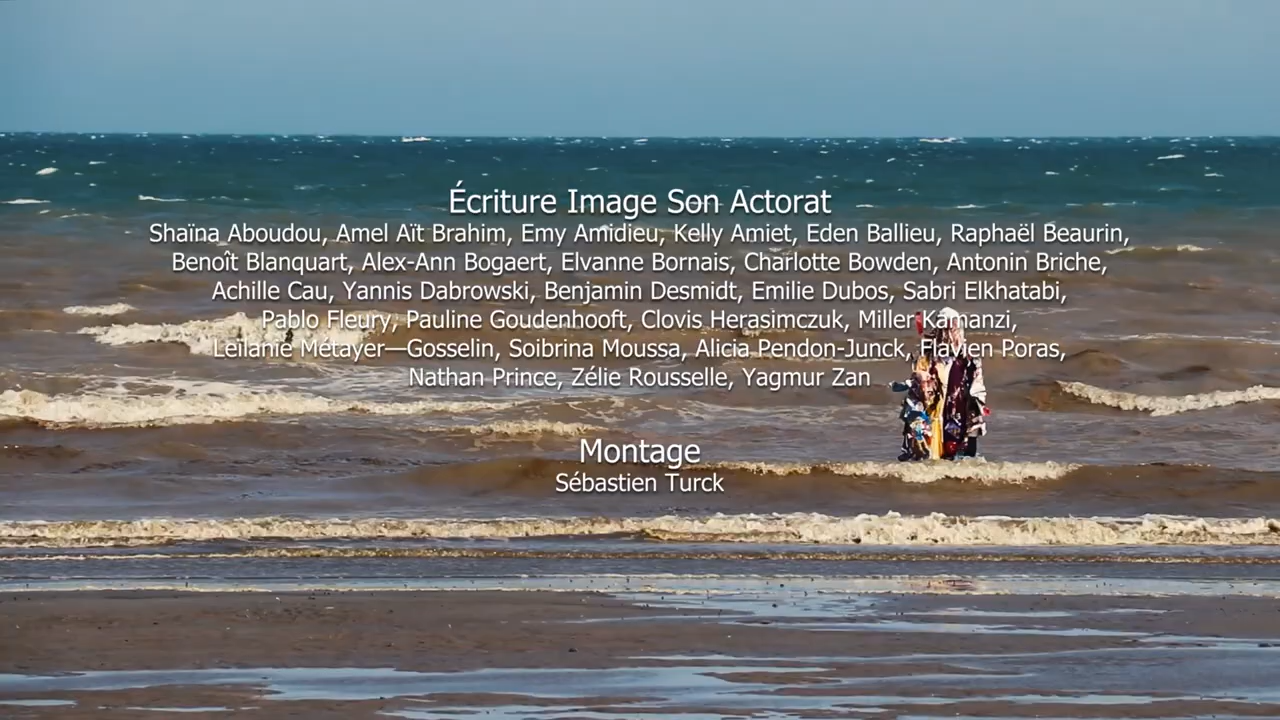 Écriture Image Son Actorat
Shaïna Aboudou, Amel Aït Brahim, Emy Amidieu, Kelly Amiet, Eden Ballieu, Raphaël Beaurin,
Benoît Blanquart, Alex-Ann Bogaert, Elvanne Bornais, Charlotte Bowden, Antonin Briche,
Achille Cau, Yannis Dabrowski, Benjamin Desmidt, Emilie Dubos, Sabri Elkhatabi,
Pablo Fleury, Pauline Goudenhooft, Clovis Herasimczuk, Miller Kamanzi,
Leïlanie Métayer—Gosselin, Soibrina Moussa, Alicia Pendon-Junck, Flavien Poras,
Nathan Prince, Zélie Rousselle, Yagmur Zan
Montage
Sébastien Turck